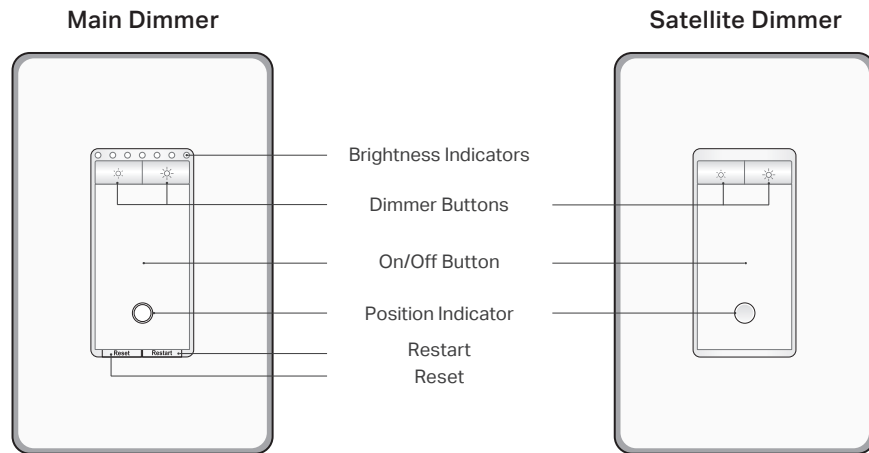 Main Dimmer
Satellite Dimmer
Brightness Indicators
Dimmer Buttons
On/Off Button
Position Indicator
Restart
Reset
Reset Restart